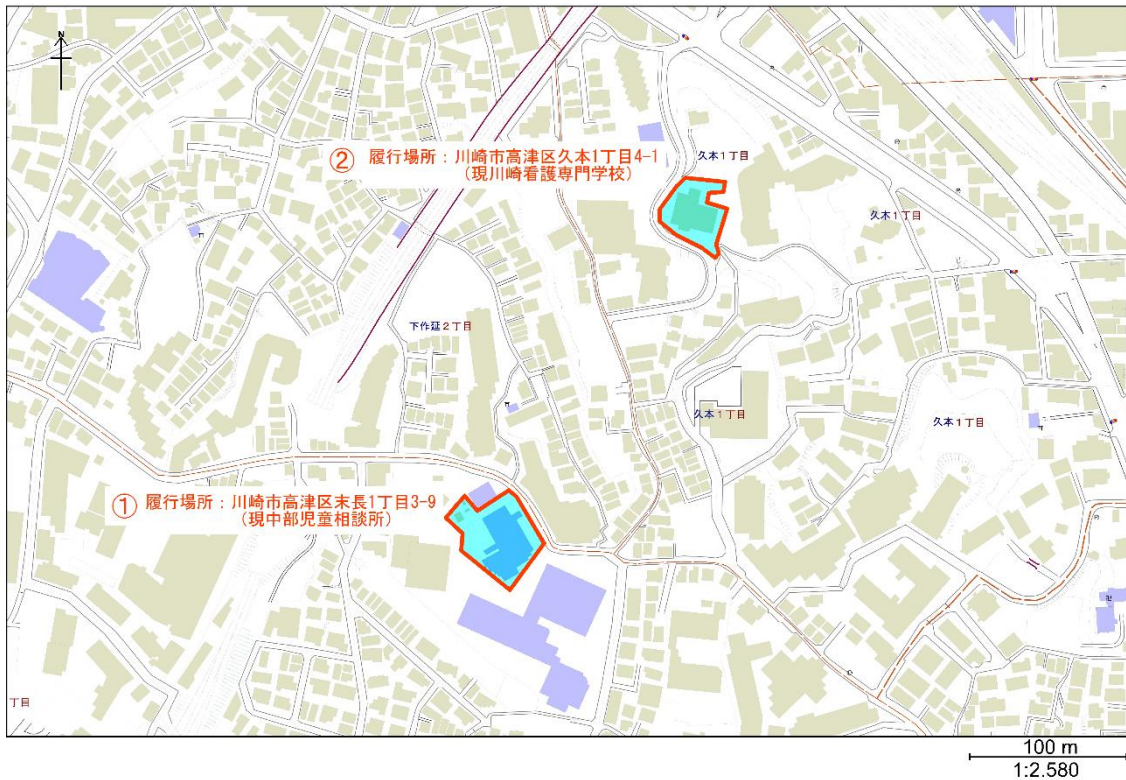 N
久本1丁目
② 履行場所：川崎市高津区久本1丁目4-1
（現川崎看護専門学校）
久本1丁目
下作延2丁目
久本1丁目
久本1丁目
① 履行場所：川崎市高津区末長1丁目3-9
（現中部児童相談所）
丁目
100 m
1:2.580